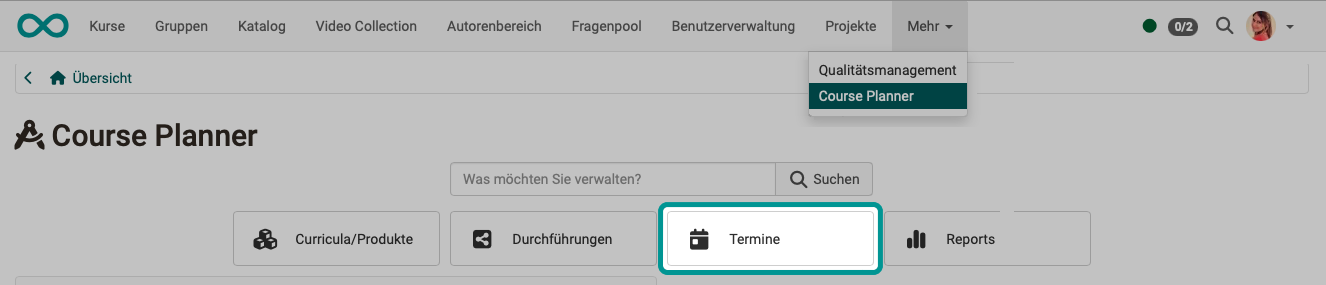 Kurse Gruppen Katalog Video Collection Autorenbereich Fragenpool Benutzerverwaltung Projekte Mehr 0/2
Qualitätsmanagement
Course Planner
Übersicht
Course Planner
Was möchten Sie verwalten? Suchen
Curricula/Produkte Durchführungen Termine Reports